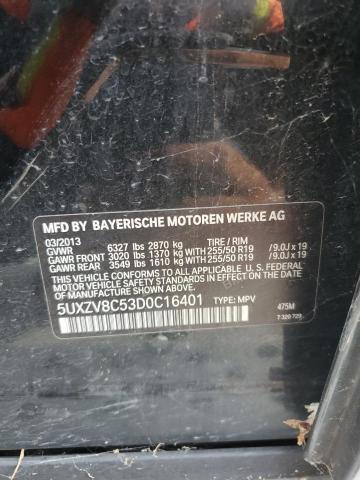 MFD BY BAYERISCHE MOTOREN WERKE AG
03/2013 TIRE / RIM
GVWR 6327 lbs 2870 kg
GAWR FRONT 3020 lbs 1370 kg WITH 255/50 R19 / 9.0J x 19
GAWR REAR 3549 lbs 1610 kg WITH 255/50 R19 / 9.0J x 19
THIS VEHICLE CONFORMS TO ALL APPLICABLE U.S. FEDERAL
MOTOR VEHICLE SAFETY STANDARDS IN EFFECT ON
THE DATE OF MANUFACTURE SHOWN ABOVE.
5UXZV8C53D0C16401 TYPE: MPV 475M
7 320 723